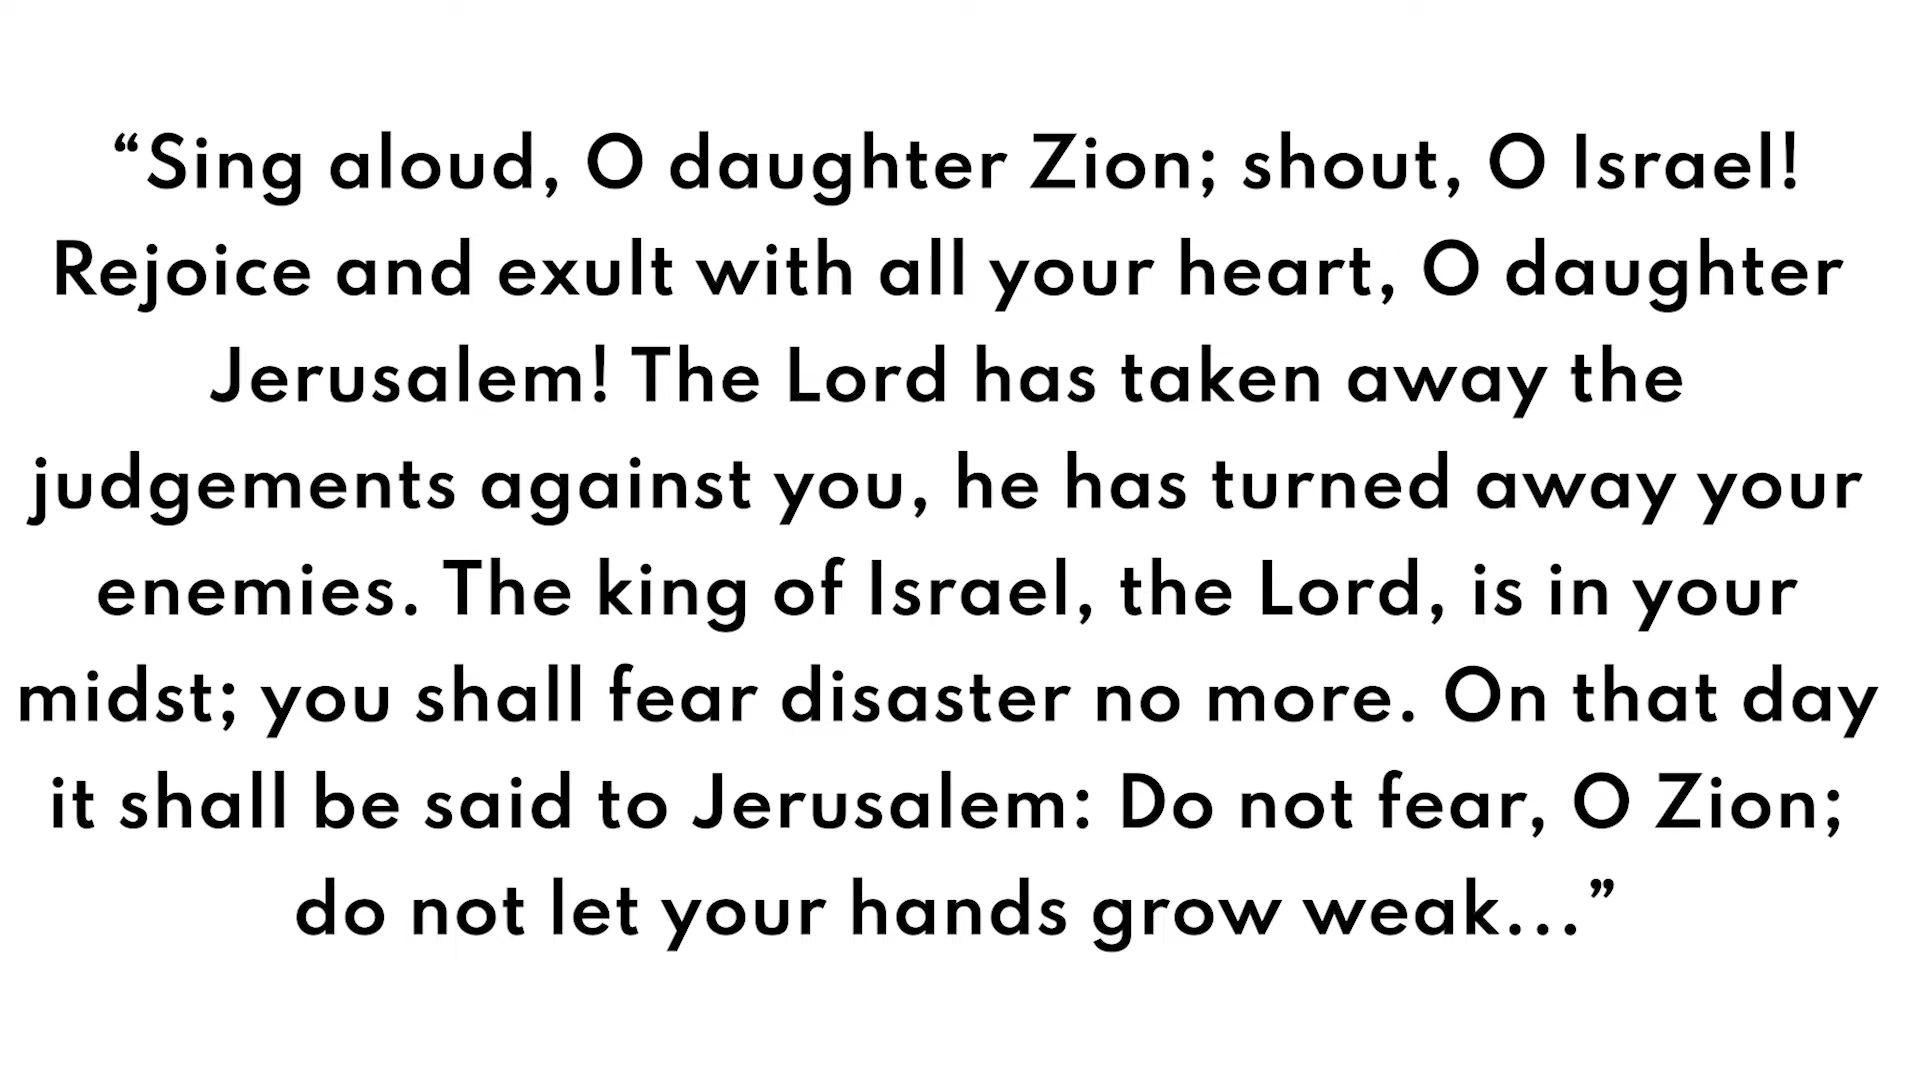 “Sing aloud, O daughter Zion; shout, O Israel!
Rejoice and exult with all your heart, O daughter
Jerusalem! The Lord has taken away the
judgements against you, he has turned away your
enemies. The king of Israel, the Lord, is in your
midst; you shall fear disaster no more. On that day
it shall be said to Jerusalem: Do not fear, O Zion;
do not let your hands grow weak...”